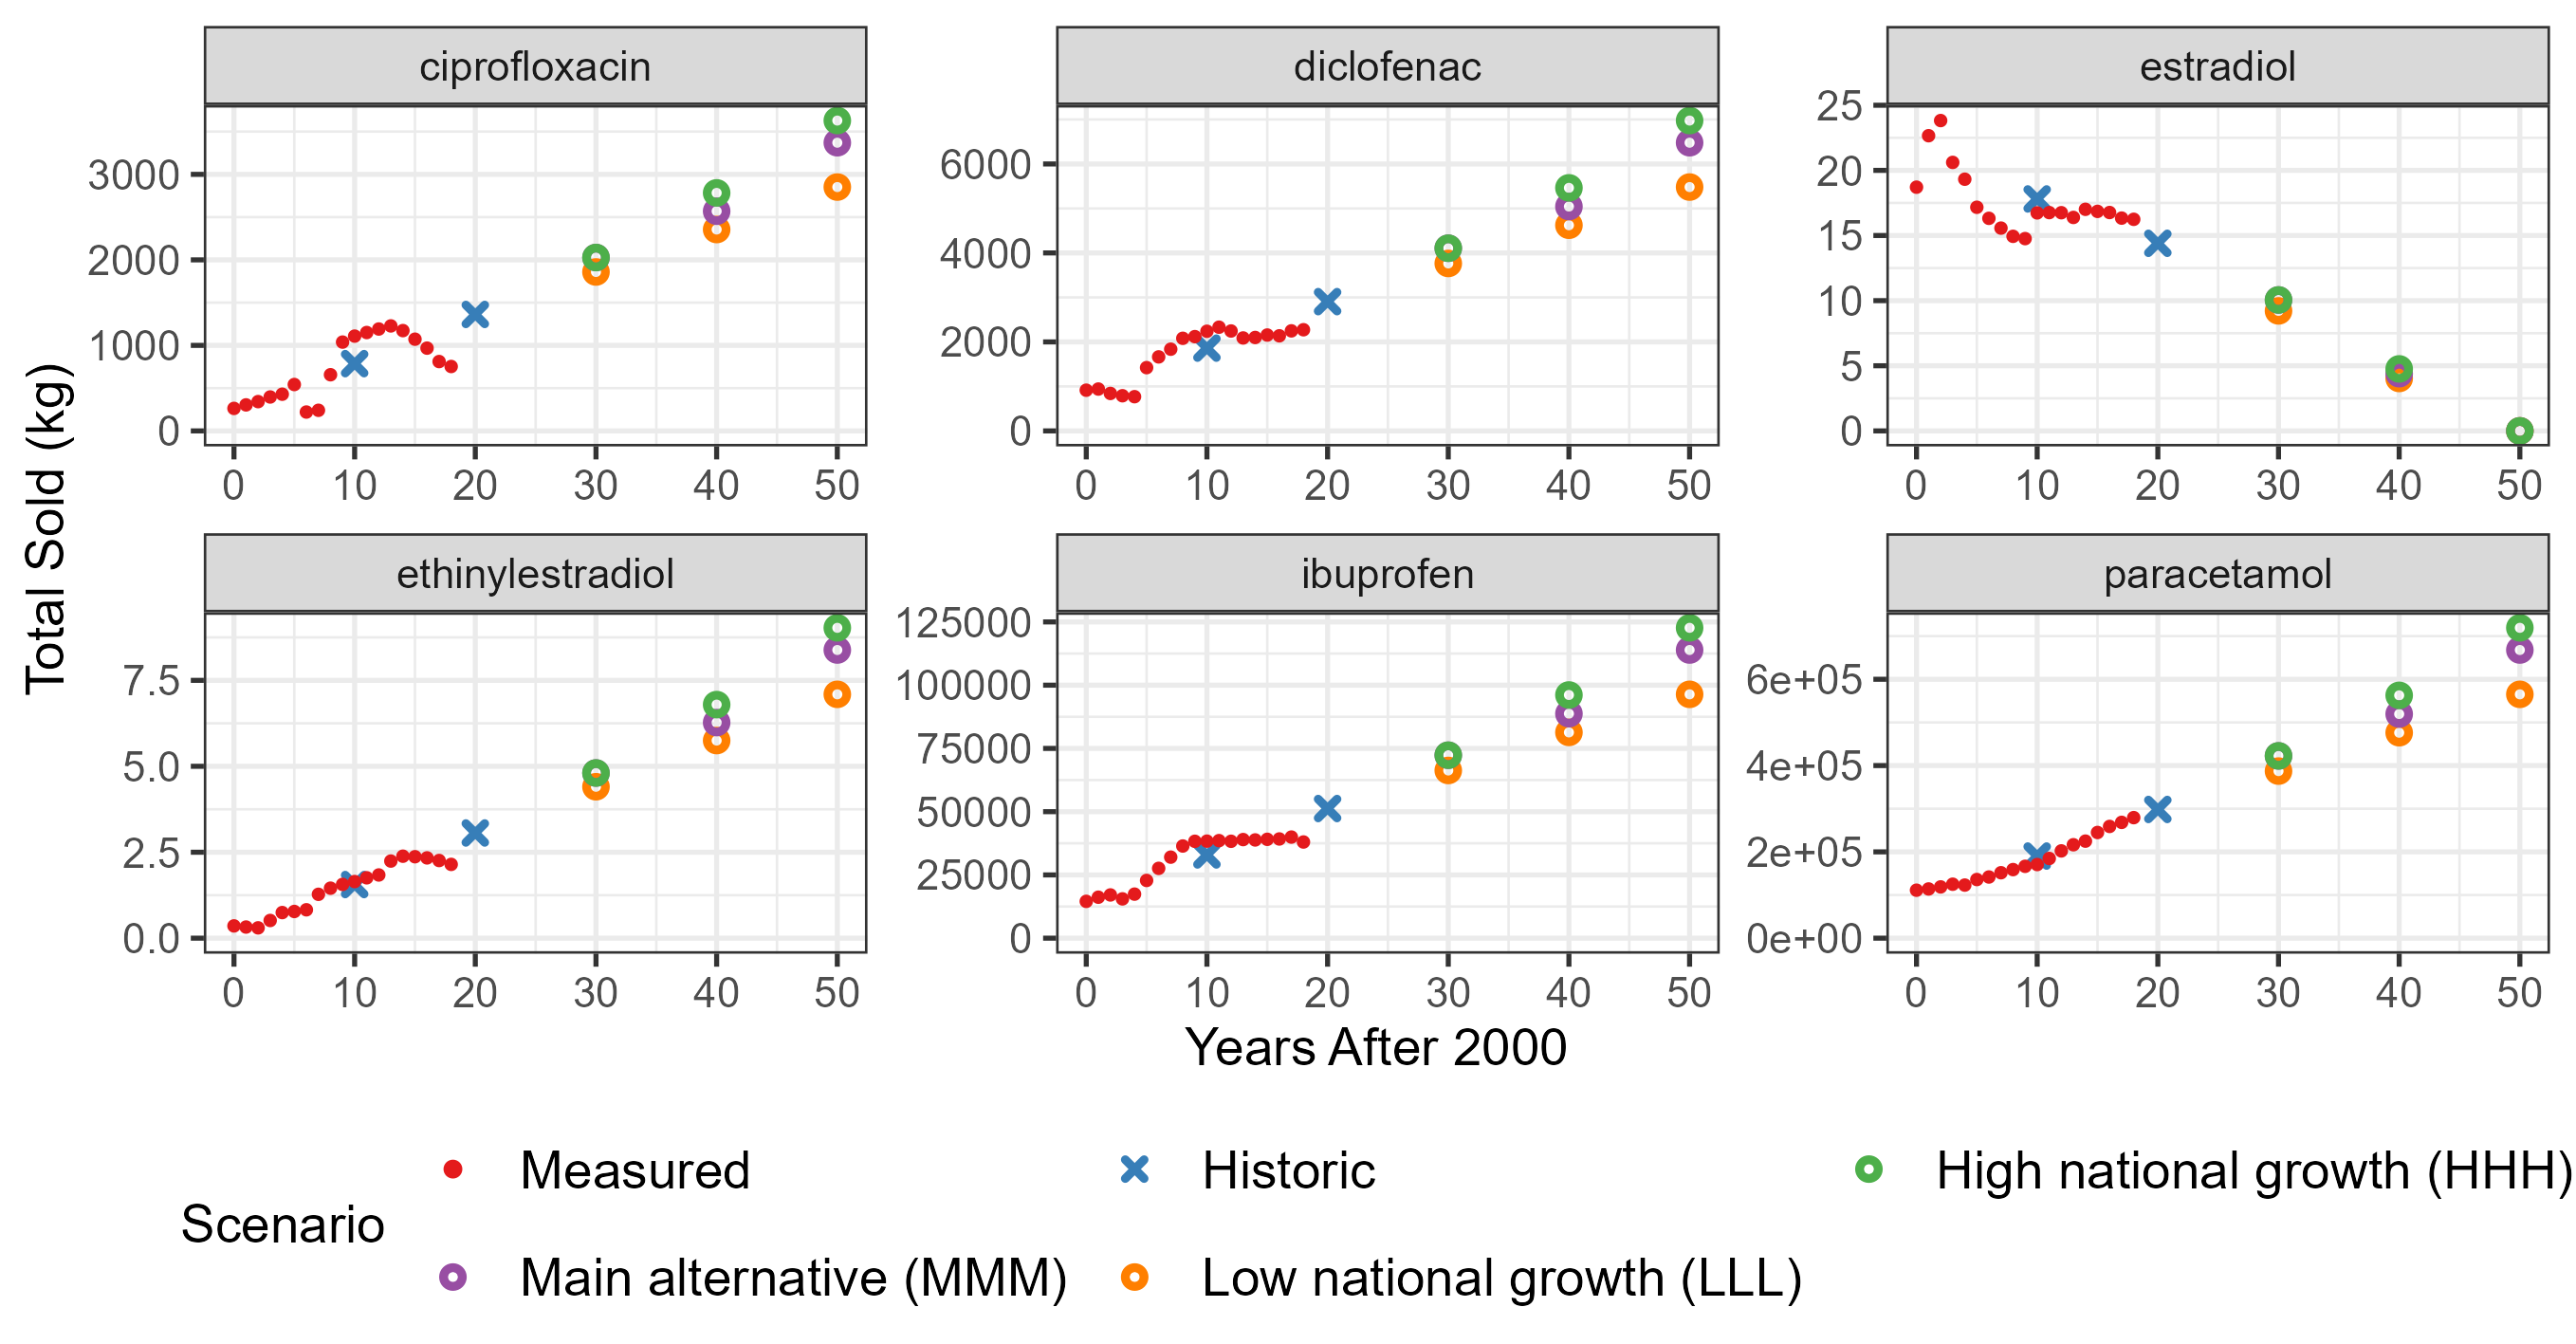 ciprofloxacin diclofenac estradiol
3000
2000
1000
0
6000
4000
2000
0
25
20
15
10
5
0
0 10 20 30 40 50
0 10 20 30 40 50
0 10 20 30 40 50
Total Sold (kg)
ethinylestradiol ibuprofen paracetamol
7.5
5.0
2.5
0.0
125000
100000
75000
50000
25000
0
6e+05
4e+05
2e+05
0e+00
0 10 20 30 40 50
0 10 20 30 40 50
0 10 20 30 40 50
Years After 2000
Scenario
Measured
Historic
High national growth (HHH)
Main alternative (MMM)
Low national growth (LLL)